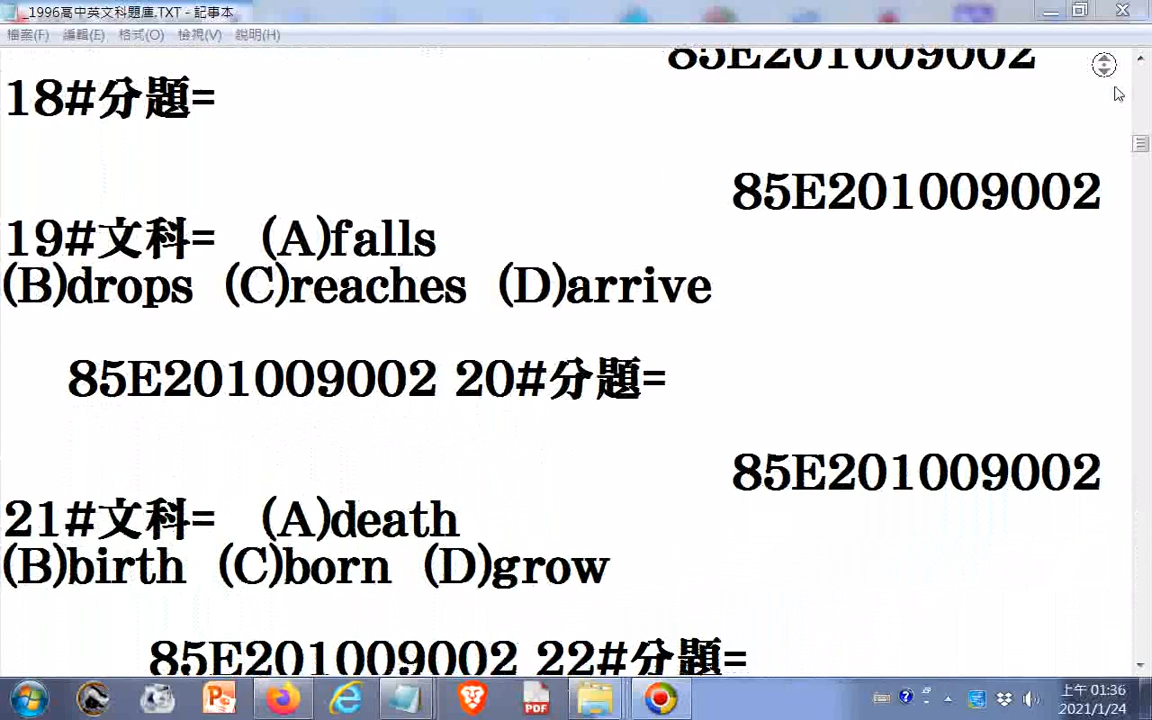 _1996高中英文科題庫.TXT - 記事本
檔案(F) 編輯(E) 格式(O) 檢視(V) 說明(H)
85E201009002
18#分題=
85E201009002
19#文科= (A)falls
(B)drops (C)reaches (D)arrive
85E201009002 20#分題=
85E201009002
21#文科= (A)death
(B)birth (C)born (D)grow
85E201009002 22#分題=
PDF
上午 01:36
2021/1/24